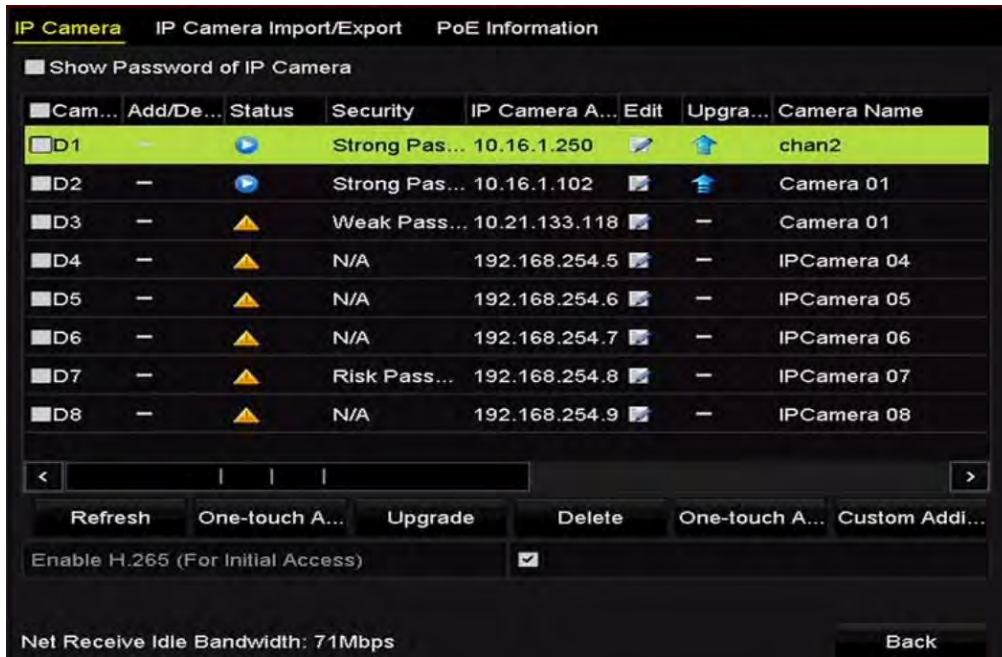 IP Camera IP Camera Import/Export PoE Information
Show Password of IP Camera
Cam... Add/De... Status Security IP Camera A... Edit Upgra... Camera Name
D1 – Strong Pas... 10.16.1.250 chan2
D2 – Strong Pas... 10.16.1.102 Camera 01
D3 – Weak Pass... 10.21.133.118 – Camera 01
D4 – N/A 192.168.254.5 – IPCamera 04
D5 – N/A 192.168.254.6 – IPCamera 05
D6 – N/A 192.168.254.7 – IPCamera 06
D7 – Risk Pass... 192.168.254.8 – IPCamera 07
D8 – N/A 192.168.254.9 – IPCamera 08
Refresh One-touch A... Upgrade Delete One-touch A... Custom Addi...
Enable H.265 (For Initial Access)
Net Receive Idle Bandwidth: 71Mbps Back